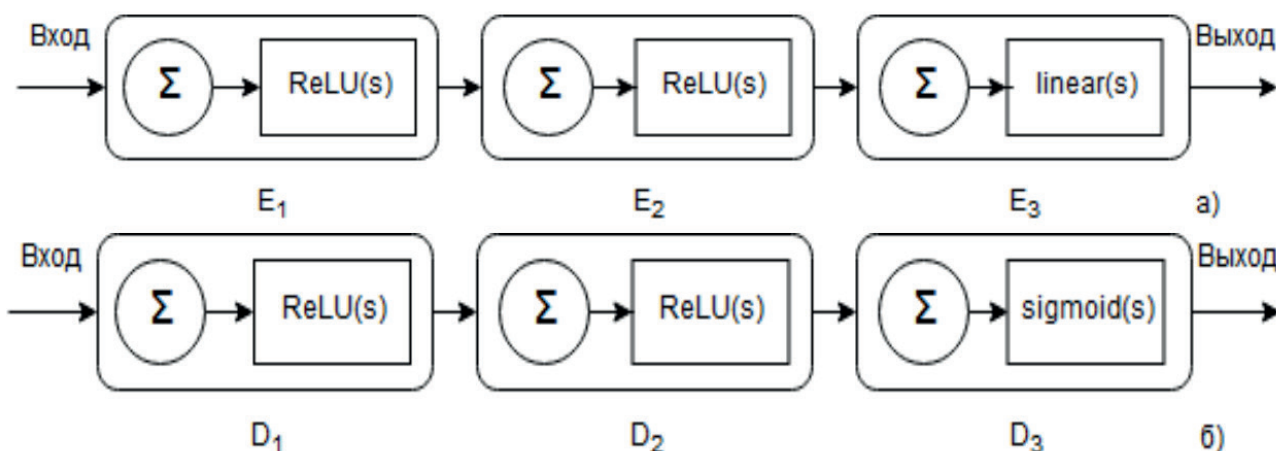 Вход
Выход
Σ ReLU(s) Σ ReLU(s) Σ linear(s)
E₁ E₂ E₃ а)
Вход
Выход
Σ ReLU(s) Σ ReLU(s) Σ sigmoid(s)
D₁ D₂ D₃ б)